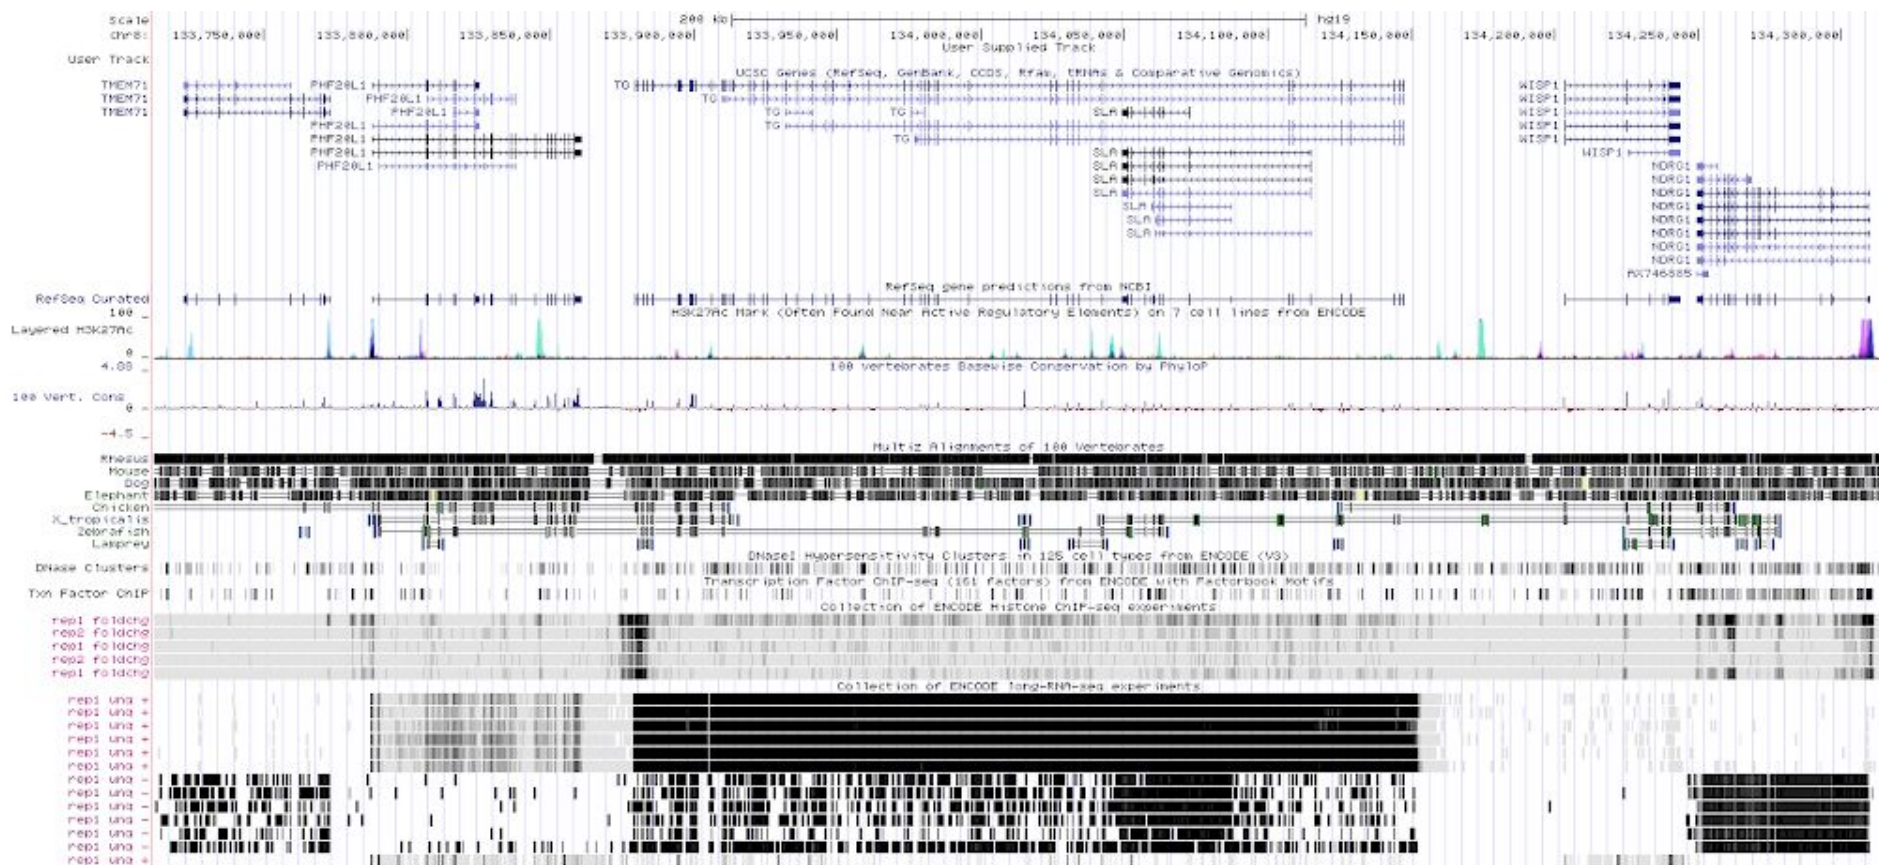 Scale 200 kb hg19
chr8: 133,750,000 133,800,000 133,850,000 133,900,000 133,950,000 134,000,000 134,050,000 134,100,000 134,150,000 134,200,000 134,250,000 134,300,000
User Supplied Track
User Track
UCSC Genes (RefSeq, GenBank, CCDS, Rfam, tRNAs & Comparative Genomics)
TMEM71 PHF20L1 TG WISP1
TMEM71 PHF20L1 TG WISP1
TMEM71 PHF20L1 TG TG SLA WISP1
PHF20L1 TG WISP1
PHF20L1 TG WISP1
PHF20L1 SLA WISP1
PHF20L1 SLA NDRG1
SLA NDRG1
SLA NDRG1
SLA NDRG1
SLA NDRG1
SLA NDRG1
NDRG1
NDRG1
AX746885
RefSeq gene predictions from NCBI
RefSeq Curated
H3K27Ac Mark (Often Found Near Active Regulatory Elements) on 7 cell lines from ENCODE
100 _
Layered H3K27Ac
0 _
100 vertebrates Basewise Conservation by PhyloP
4.88 _
100 Vert. Cons
0 _
-4.5 _
Multiz Alignments of 100 Vertebrates
Rhesus
Mouse
Dog
Elephant
Chicken
X_tropicalis
Zebrafish
Lamprey
DNaseI Hypersensitivity Clusters in 125 cell types from ENCODE (V3)
DNase Clusters
Transcription Factor ChIP-seq (161 factors) from ENCODE with Factorbook Motifs
Txn Factor ChIP
Collection of ENCODE Histone ChIP-seq experiments
rep1 foldchg
rep2 foldchg
rep1 foldchg
rep2 foldchg
rep1 foldchg
Collection of ENCODE long-RNA-seq experiments
rep1 unq +
rep1 unq +
rep1 unq +
rep1 unq +
rep1 unq +
rep1 unq +
rep1 unq -
rep1 unq -
rep1 unq -
rep1 unq -
rep1 unq -
rep1 unq -
rep1 unq +